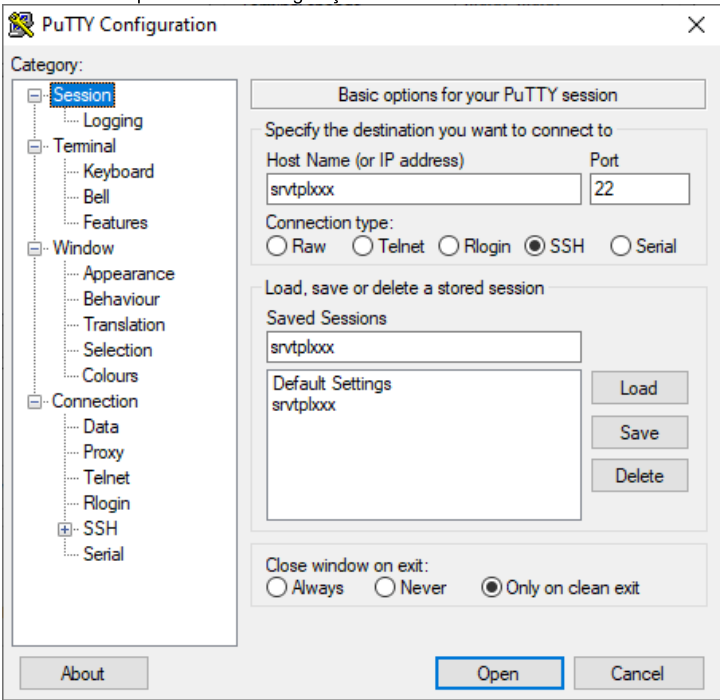 PuTTY Configuration
Category:
Session
Logging
Terminal
Keyboard
Bell
Features
Window
Appearance
Behaviour
Translation
Selection
Colours
Connection
Data
Proxy
Telnet
Rlogin
SSH
Serial
Basic options for your PuTTY session
Specify the destination you want to connect to
Host Name (or IP address) Port
srvtplxxx 22
Connection type:
Raw Telnet Rlogin SSH Serial
Load, save or delete a stored session
Saved Sessions
srvtplxxx
Default Settings
srvtplxxx
Load
Save
Delete
Close window on exit:
Always Never Only on clean exit
About Open Cancel